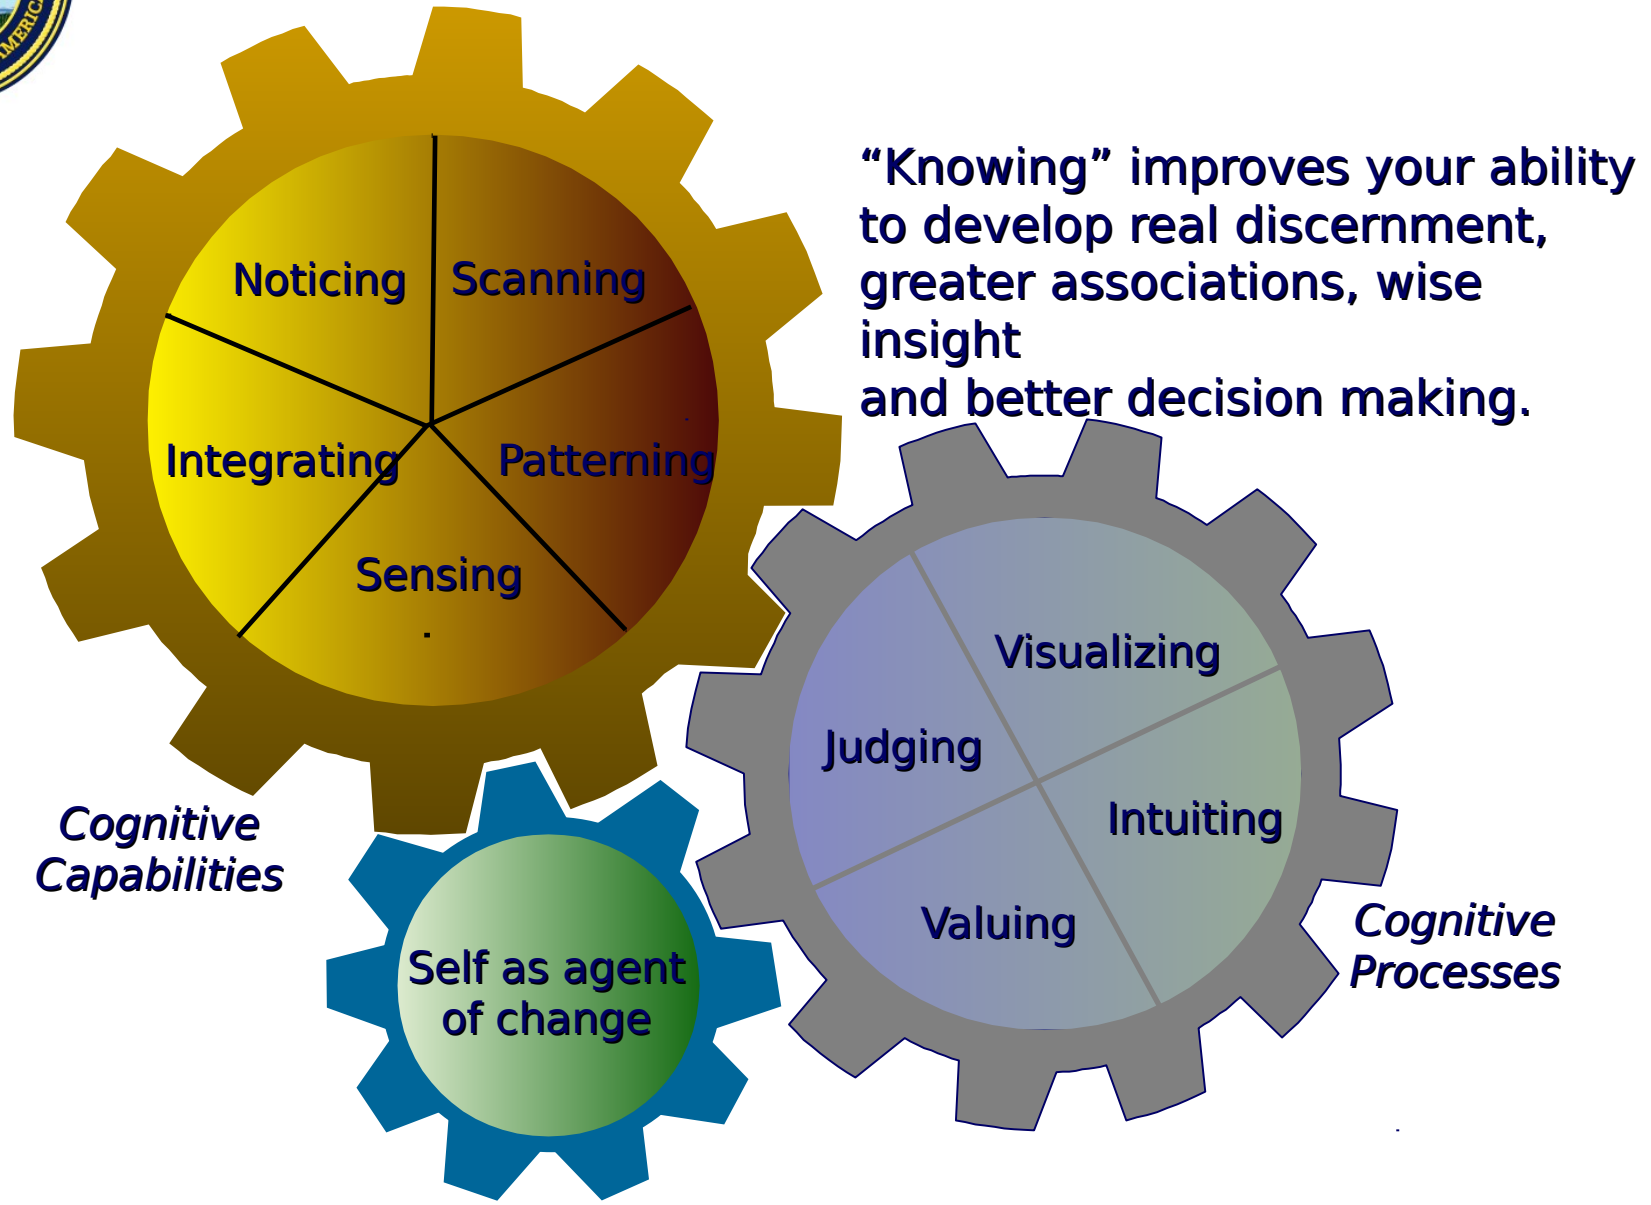 AMERICA
“Knowing” improves your ability
to develop real discernment,
greater associations, wise
insight
and better decision making.
Noticing
Scanning
Integrating
Patterning
Sensing
Visualizing
Judging
Intuiting
Valuing
Cognitive
Capabilities
Cognitive
Processes
Self as agent
of change